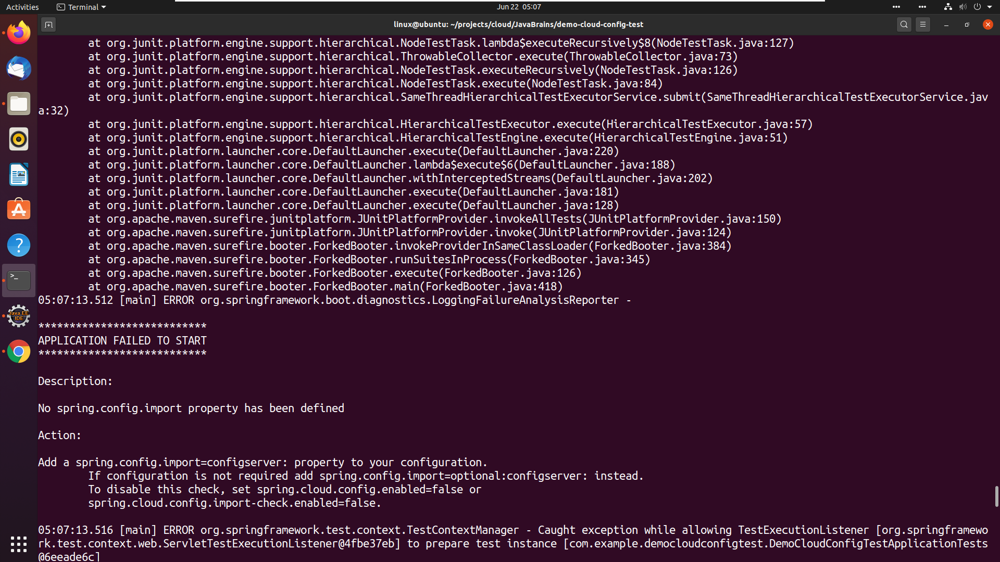 Activities
Terminal
Jun 22 05:07
linux@ubuntu: ~/projects/cloud/JavaBrains/demo-cloud-config-test
at org.junit.platform.engine.support.hierarchical.NodeTestTask.lambda$executeRecursively$8(NodeTestTask.java:127)
at org.junit.platform.engine.support.hierarchical.ThrowableCollector.execute(ThrowableCollector.java:73)
at org.junit.platform.engine.support.hierarchical.NodeTestTask.executeRecursively(NodeTestTask.java:126)
at org.junit.platform.engine.support.hierarchical.NodeTestTask.execute(NodeTestTask.java:84)
at org.junit.platform.engine.support.hierarchical.SameThreadHierarchicalTestExecutorService.submit(SameThreadHierarchicalTestExecutorService.jav
a:32)
at org.junit.platform.engine.support.hierarchical.HierarchicalTestExecutor.execute(HierarchicalTestExecutor.java:57)
at org.junit.platform.engine.support.hierarchical.HierarchicalTestEngine.execute(HierarchicalTestEngine.java:51)
at org.junit.platform.launcher.core.DefaultLauncher.execute(DefaultLauncher.java:220)
at org.junit.platform.launcher.core.DefaultLauncher.lambda$execute$6(DefaultLauncher.java:188)
at org.junit.platform.launcher.core.DefaultLauncher.withInterceptedStreams(DefaultLauncher.java:202)
at org.junit.platform.launcher.core.DefaultLauncher.execute(DefaultLauncher.java:181)
at org.junit.platform.launcher.core.DefaultLauncher.execute(DefaultLauncher.java:128)
at org.apache.maven.surefire.junitplatform.JUnitPlatformProvider.invokeAllTests(JUnitPlatformProvider.java:150)
at org.apache.maven.surefire.junitplatform.JUnitPlatformProvider.invoke(JUnitPlatformProvider.java:124)
at org.apache.maven.surefire.booter.ForkedBooter.invokeProviderInSameClassLoader(ForkedBooter.java:384)
at org.apache.maven.surefire.booter.ForkedBooter.runSuitesInProcess(ForkedBooter.java:345)
at org.apache.maven.surefire.booter.ForkedBooter.execute(ForkedBooter.java:126)
at org.apache.maven.surefire.booter.ForkedBooter.main(ForkedBooter.java:418)
05:07:13.512 [main] ERROR org.springframework.boot.diagnostics.LoggingFailureAnalysisReporter -
***************************
APPLICATION FAILED TO START
***************************
Description:
No spring.config.import property has been defined
Action:
Add a spring.config.import=configserver: property to your configuration.
If configuration is not required add spring.config.import=optional:configserver: instead.
To disable this check, set spring.cloud.config.enabled=false or
spring.cloud.config.import-check.enabled=false.
05:07:13.516 [main] ERROR org.springframework.test.context.TestContextManager - Caught exception while allowing TestExecutionListener [org.springframewo
rk.test.context.web.ServletTestExecutionListener@4fbe37eb] to prepare test instance [com.example.democloudconfigtest.DemoCloudConfigTestApplicationTests
@6eeade6c]
Java EE
IDE